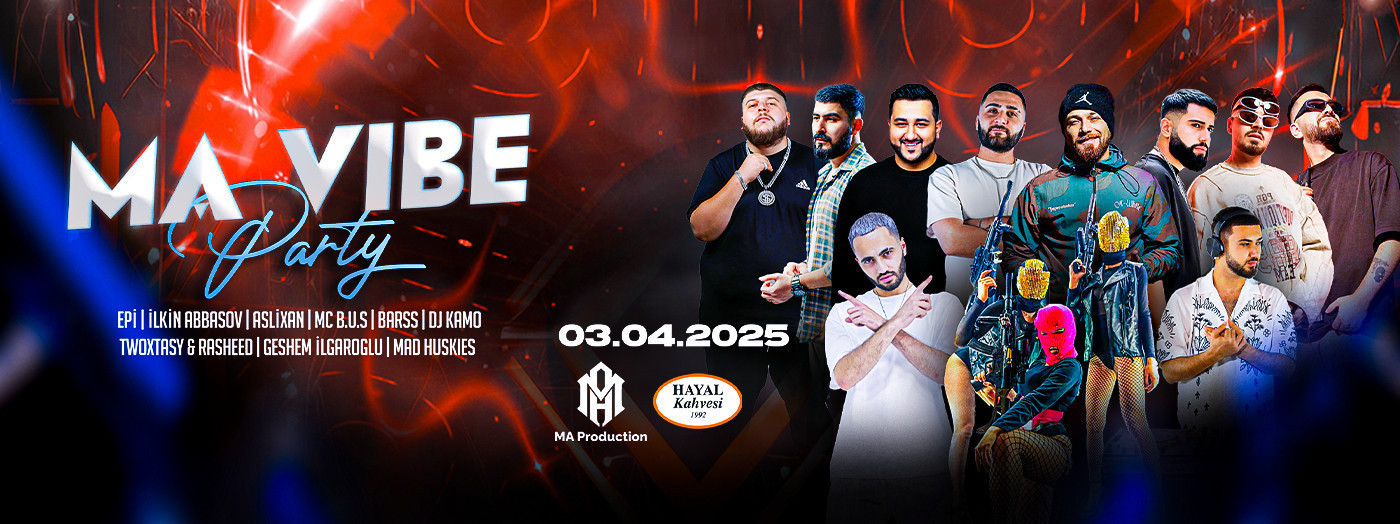 MA VIBE
Party
EPİ | İLKİN ABBASOV | ASLİXAN | MC B.U.S | BARSS | DJ KAMO
TWOXTASY & RASHEED | GESHEM İLGAROGLU | MAD HUSKIES
03.04.2025
MA Production
HAYAL
Kahvesi
1992